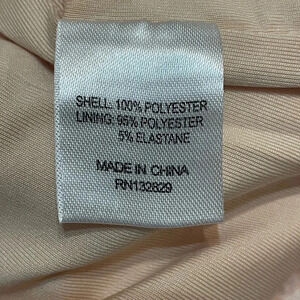 SHELL: 100% POLYESTER
LINING: 95% POLYESTER
5% ELASTANE
MADE IN CHINA
RN132829